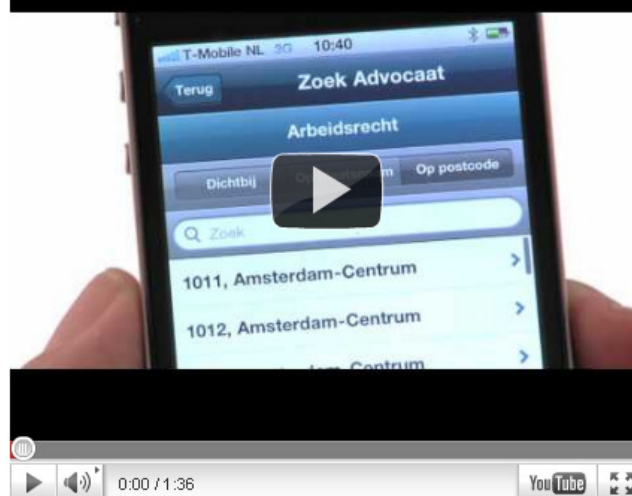 T-Mobile NL 3G 10:40
Terug Zoek Advocaat
Arbeidsrecht
Dichtbij Op postcode
Zoek
1011, Amsterdam-Centrum
1012, Amsterdam-Centrum
Centrum
0:00 / 1:36 YouTube